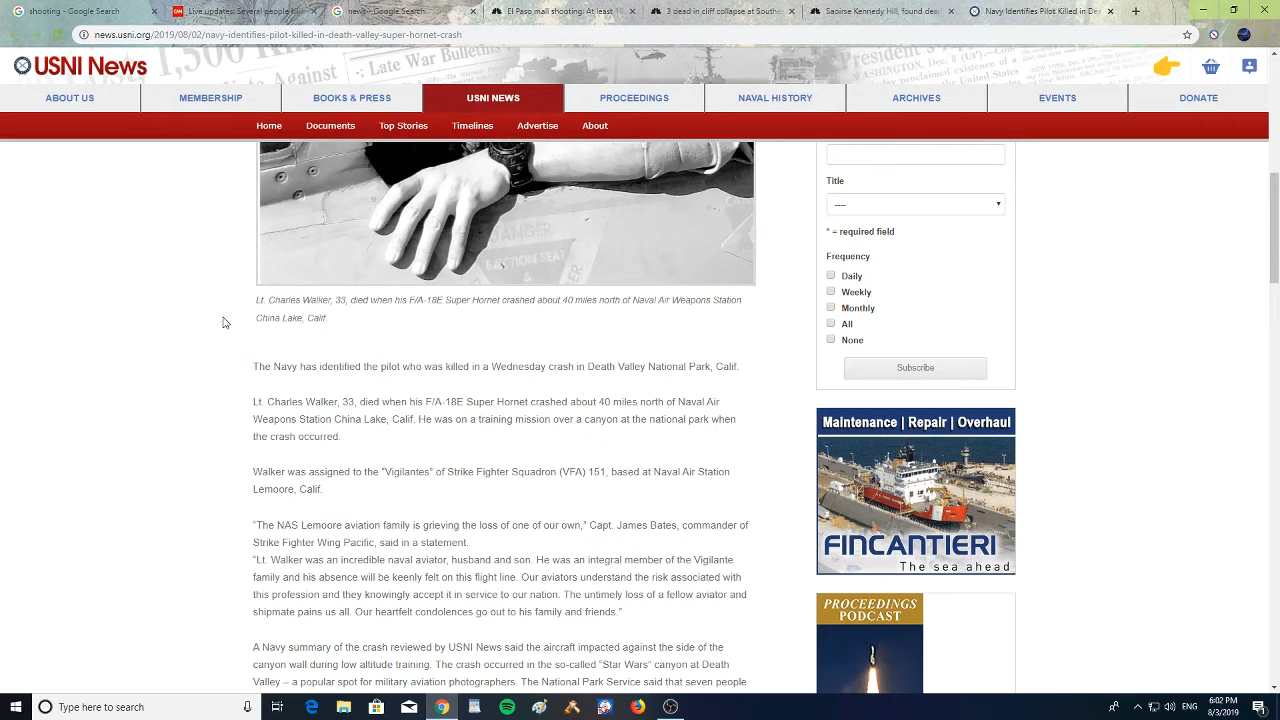 shooting - Google Search
CNN Live updates: Several people kill
news - Google Search
El Paso mall shooting: At least 18
3 dead in cliff collapse at Southe
Saoirse Kennedy Hill, found dea
Navy Identifies Pilot Killed in De
news.usni.org/2019/08/02/navy-identifies-pilot-killed-in-death-valley-super-hornet-crash
USNI News
ABOUT US
MEMBERSHIP
BOOKS & PRESS
USNI NEWS
PROCEEDINGS
NAVAL HISTORY
ARCHIVES
EVENTS
DONATE
Home
Documents
Top Stories
Timelines
Advertise
About
DANGER
EJECTION SEAT
Lt. Charles Walker, 33, died when his F/A-18E Super Hornet crashed about 40 miles north of Naval Air Weapons Station
China Lake, Calif.
The Navy has identified the pilot who was killed in a Wednesday crash in Death Valley National Park, Calif.
Lt. Charles Walker, 33, died when his F/A-18E Super Hornet crashed about 40 miles north of Naval Air
Weapons Station China Lake, Calif. He was on a training mission over a canyon at the national park when
the crash occurred.
Walker was assigned to the “Vigilantes” of Strike Fighter Squadron (VFA) 151, based at Naval Air Station
Lemoore, Calif.
“The NAS Lemoore aviation family is grieving the loss of one of our own,” Capt. James Bates, commander of
Strike Fighter Wing Pacific, said in a statement.
“Lt. Walker was an incredible naval aviator, husband and son. He was an integral member of the Vigilante
family and his absence will be keenly felt on this flight line. Our aviators understand the risk associated with
this profession and they knowingly accept it in service to our nation. The untimely loss of a fellow aviator and
shipmate pains us all. Our heartfelt condolences go out to his family and friends.”
A Navy summary of the crash reviewed by USNI News said the aircraft impacted against the side of the
canyon wall during low altitude training. The crash occurred in the so-called “Star Wars” canyon at Death
Valley – a popular spot for military aviation photographers. The National Park Service said that seven people
Title
----
* = required field
Frequency
Daily
Weekly
Monthly
All
None
Subscribe
Maintenance | Repair | Overhaul
FINCANTIERI
The sea ahead
PROCEEDINGS
PODCAST
Type here to search
ENG
6:02 PM
8/3/2019